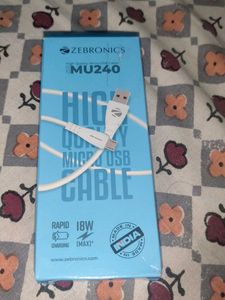 ZEBRONICS
MU240
HIGH
QUALITY
MICRO USB
CABLE
RAPID
CHARGING
18W
(MAX)*
MADE IN
INDIA
www.zebronics.com